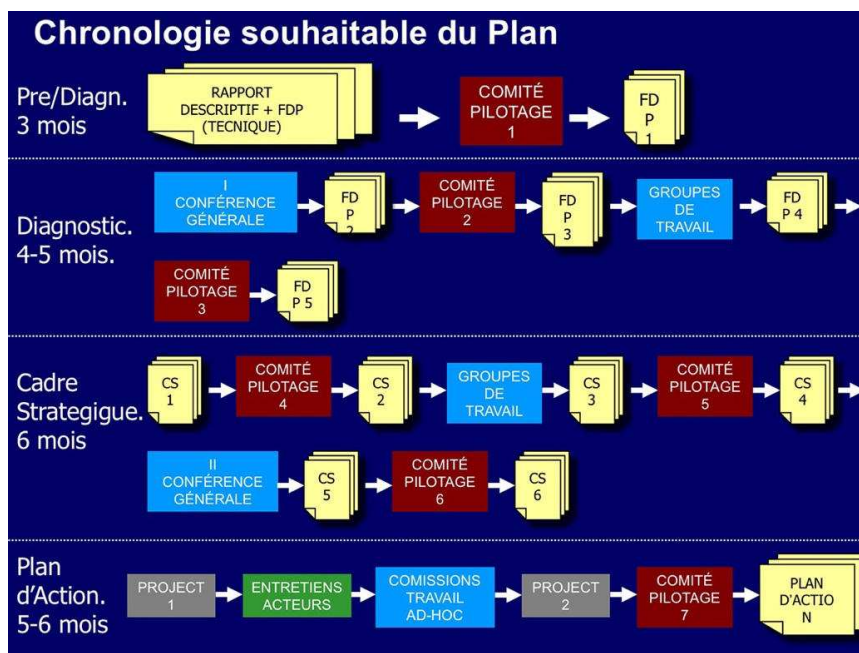 Chronologie souhaitable du Plan
Pre/Diagn.
3 mois
RAPPORT
DESCRIPTIF + FDP
(TECNIQUE)
COMITÉ
PILOTAGE
1
FD
P
1
Diagnostic.
4-5 mois.
I
CONFÉRENCE
GÉNÉRALE
FD
P
2
COMITÉ
PILOTAGE
2
FD
P
3
GROUPES
DE
TRAVAIL
FD
P 4
COMITÉ
PILOTAGE
3
FD
P 5
Cadre
Strategigue.
6 mois
CS
1
COMITÉ
PILOTAGE
4
CS
2
GROUPES
DE
TRAVAIL
CS
3
COMITÉ
PILOTAGE
5
CS
4
II
CONFÉRENCE
GÉNÉRALE
CS
5
COMITÉ
PILOTAGE
6
CS
6
Plan
d'Action.
5-6 mois
PROJECT
1
ENTRETIENS
ACTEURS
COMISSIONS
TRAVAIL
AD-HOC
PROJECT
2
COMITÉ
PILOTAGE
7
PLAN
D'ACTIO
N